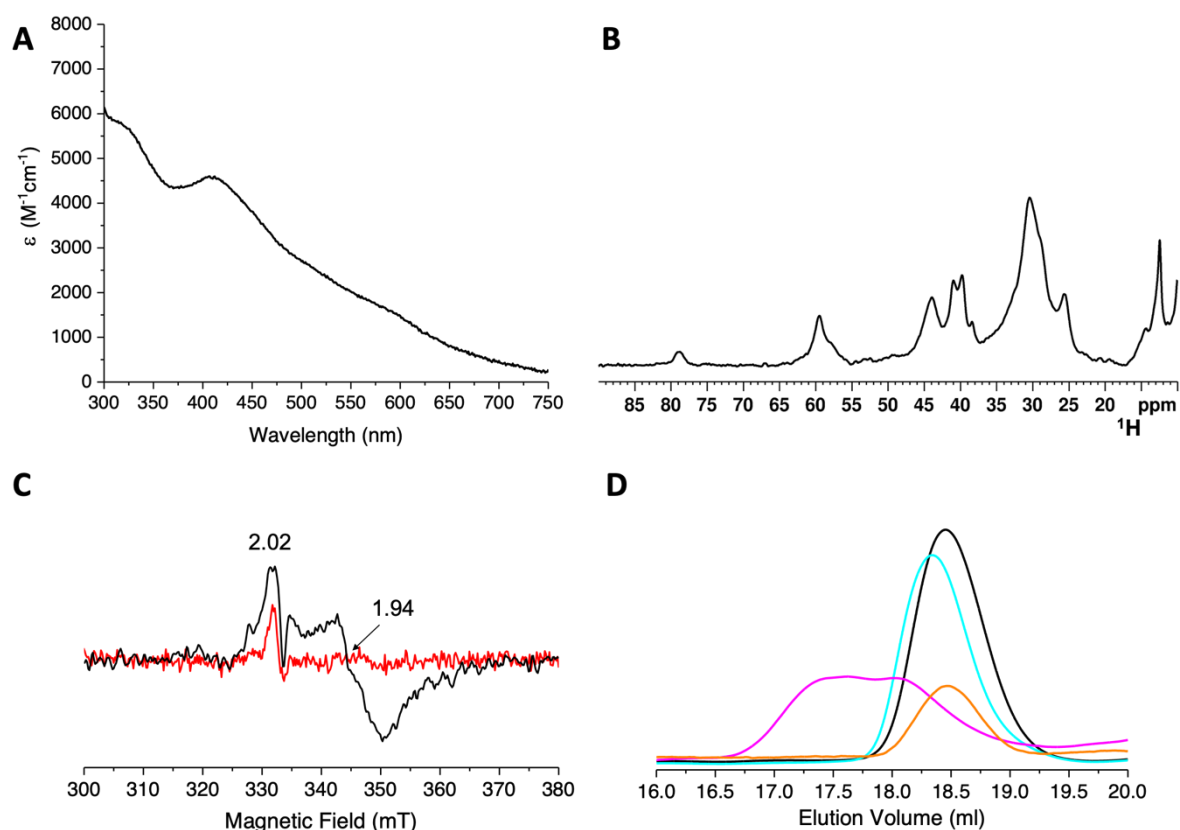 A
8000
7000
6000
5000
4000
3000
2000
1000
0
ε (M⁻¹cm⁻¹)
300 350 400 450 500 550 600 650 700 750
Wavelength (nm)
B
85 80 75 70 65 60 55 50 45 40 35 30 25 20 ppm
¹H
C
2.02
1.94
300 310 320 330 340 350 360 370 380
Magnetic Field (mT)
D
16.0 16.5 17.0 17.5 18.0 18.5 19.0 19.5 20.0
Elution Volume (ml)